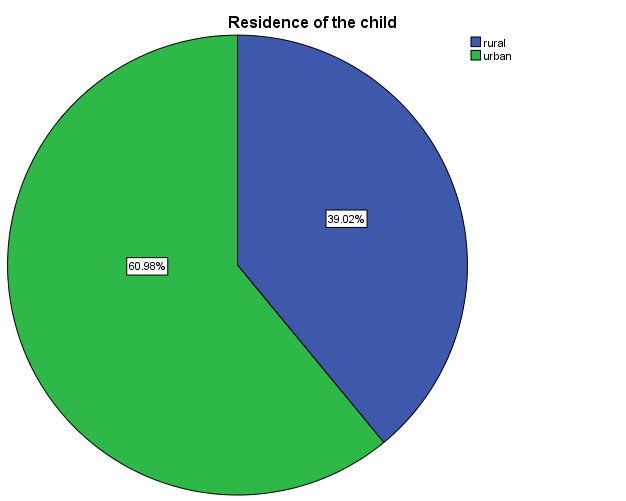 Residence of the child
rural
urban
39.02%
60.98%